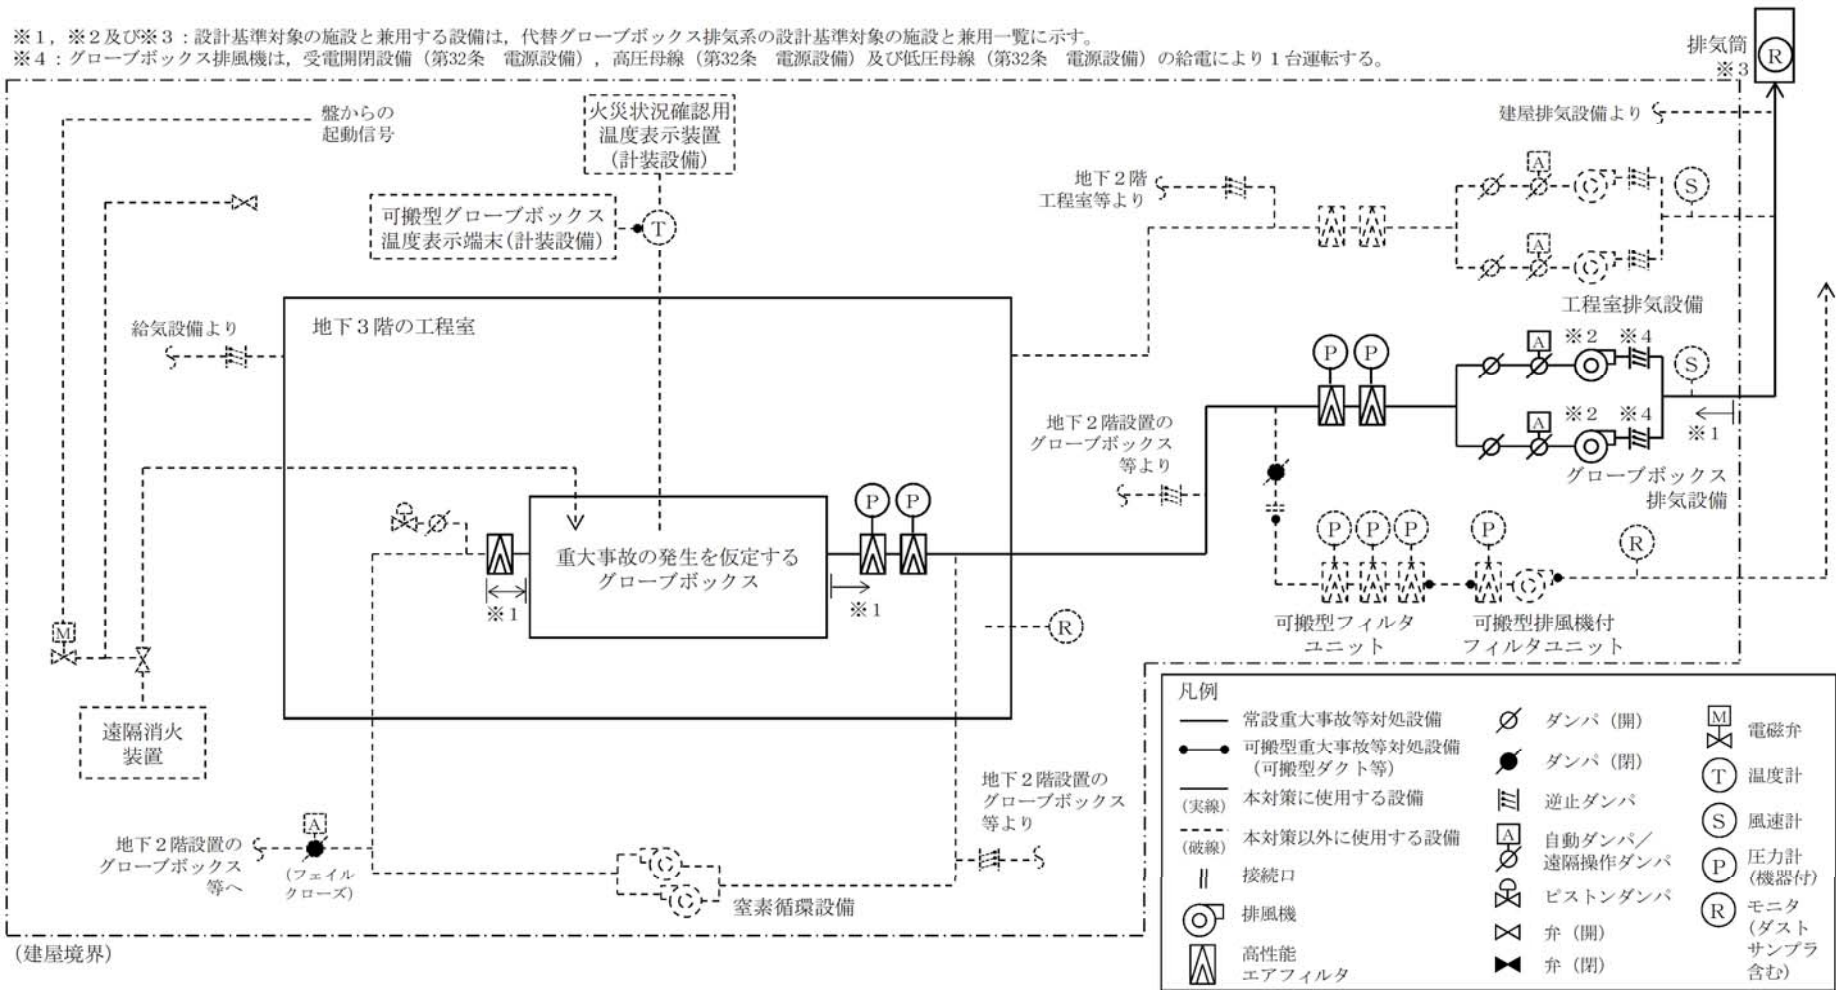 ※1，※2及び※3：設計基準対象の施設と兼用する設備は，代替グローブボックス排気系の設計基準対象の施設と兼用一覧に示す。
※4：グローブボックス排風機は，受電開閉設備（第32条　電源設備），高圧母線（第32条　電源設備）及び低圧母線（第32条　電源設備）の給電により1台運転する。
排気筒
※3
R
盤からの
起動信号
火災状況確認用
温度表示装置
(計装設備)
可搬型グローブボックス
温度表示端末(計装設備)
T
建屋排気設備より
地下2階
工程室等より
A
S
A
工程室排気設備
給気設備より
地下3階の工程室
P
P
A
※2
※4
S
A
※2
※4
※1
グローブボックス
排気設備
地下2階設置の
グローブボックス
等より
P
P
重大事故の発生を仮定する
グローブボックス
※1
※1
P
P
P
P
R
可搬型フィルタ
ユニット
可搬型排風機付
フィルタユニット
R
M
遠隔消火
装置
地下2階設置の
グローブボックス
等へ
A
(フェイル
クローズ)
窒素循環設備
地下2階設置の
グローブボックス
等より
(建屋境界)
凡例
常設重大事故等対処設備
可搬型重大事故等対処設備
（可搬型ダクト等）
(実線)
本対策に使用する設備
(破線)
本対策以外に使用する設備
接続口
排風機
高性能
エアフィルタ
ダンパ（開）
ダンパ（閉）
逆止ダンパ
A
自動ダンパ／
遠隔操作ダンパ
ピストンダンパ
弁（開）
弁（閉）
M
電磁弁
T
温度計
S
風速計
P
圧力計
(機器付)
R
モニタ
(ダスト
サンプラ
含む)